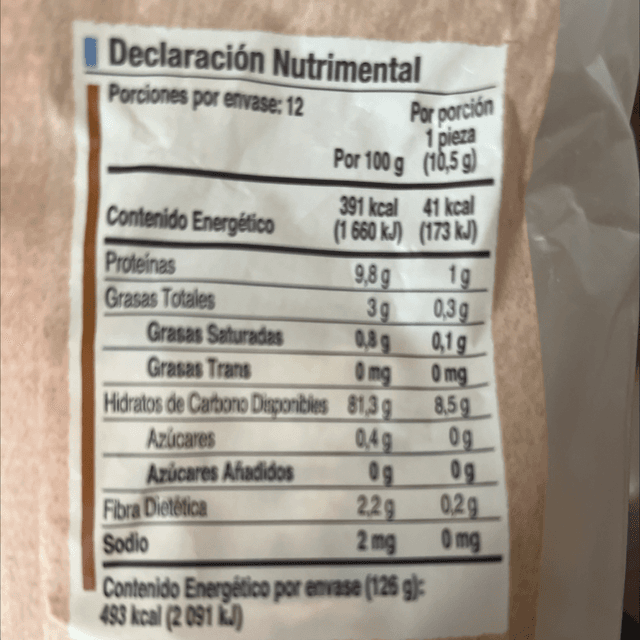 Declaración Nutrimental
Porciones por envase: 12
Por porción
1 pieza
Por 100 g (10,5 g)
Contenido Energético 391 kcal (1 660 kJ) 41 kcal (173 kJ)
Proteínas 9,8 g 1 g
Grasas Totales 3 g 0,3 g
Grasas Saturadas 0,8 g 0,1 g
Grasas Trans 0 mg 0 mg
Hidratos de Carbono Disponibles 81,3 g 8,5 g
Azúcares 0,4 g 0 g
Azúcares Añadidos 0 g 0 g
Fibra Dietética 2,2 g 0,2 g
Sodio 2 mg 0 mg
Contenido Energético por envase (126 g):
493 kcal (2 091 kJ)